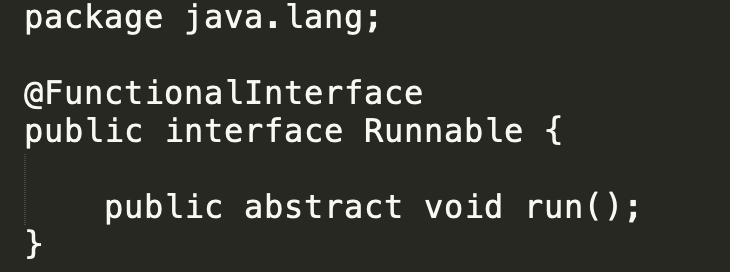 package java.lang;
@FunctionalInterface
public interface Runnable {
public abstract void run();
}